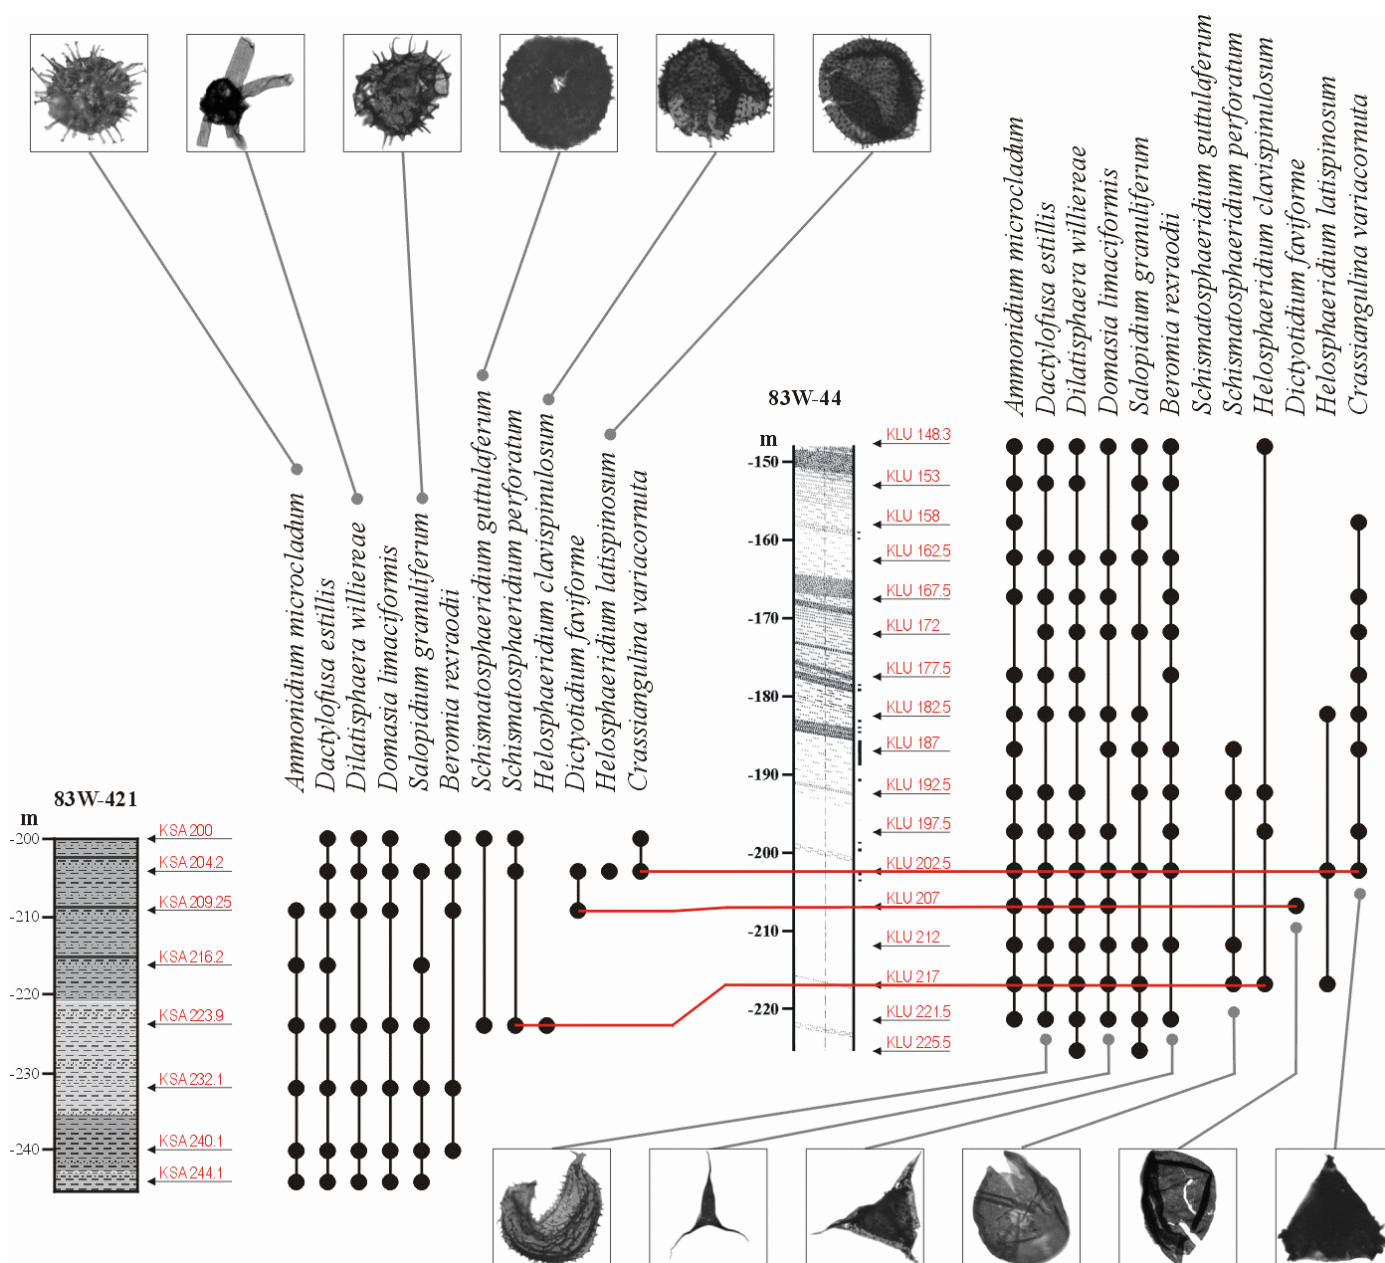 Ammonidium microcladum
Dactylofusa estillis
Dilatisphaera williereae
Domasia limaciformis
Salopidium granuliferum
Beromia rexraodii
Schismatosphaeridium guttulaferum
Schismatosphaeridium perforatum
Helosphaeridium clavispinulosum
Dictyotidium faviforme
Helosphaeridium latispinosum
Crassiangulina variacornuta
83W-44
m
-150
-160
-170
-180
-190
-200
-210
-220
KLU 148.3
KLU 153
KLU 158
KLU 162.5
KLU 167.5
KLU 172
KLU 177.5
KLU 182.5
KLU 187
KLU 192.5
KLU 197.5
KLU 202.5
KLU 207
KLU 212
KLU 217
KLU 221.5
KLU 225.5
Ammonidium microcladum
Dactylofusa estillis
Dilatisphaera williereae
Domasia limaciformis
Salopidium granuliferum
Beromia rexraodii
Schismatosphaeridium guttulaferum
Schismatosphaeridium perforatum
Helosphaeridium clavispinulosum
Dictyotidium faviforme
Helosphaeridium latispinosum
Crassiangulina variacornuta
83W-421
m
-200
-210
-220
-230
-240
KSA 200
KSA 204.2
KSA 209.25
KSA 216.2
KSA 223.9
KSA 232.1
KSA 240.1
KSA 244.1